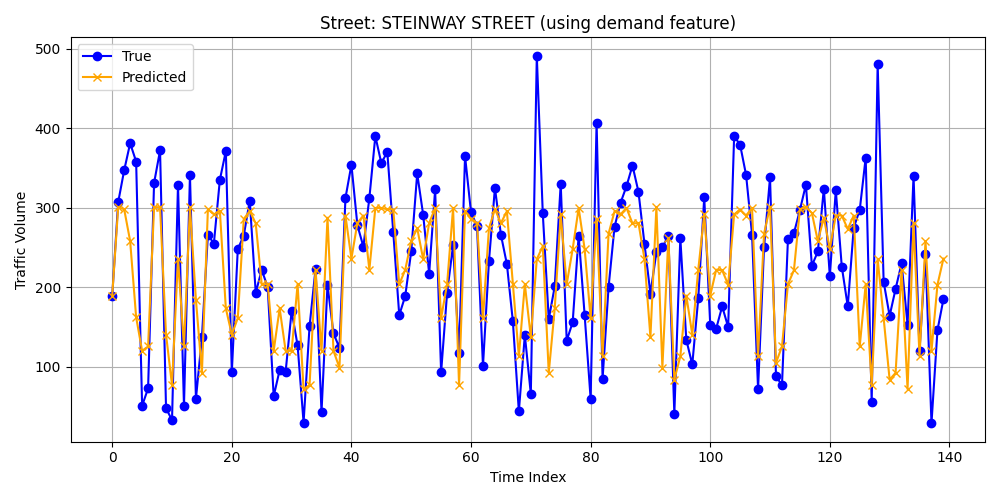 Street: STEINWAY STREET (using demand feature)
True
Predicted
Traffic Volume
500
400
300
200
100
0
20
40
60
80
100
120
140
Time Index